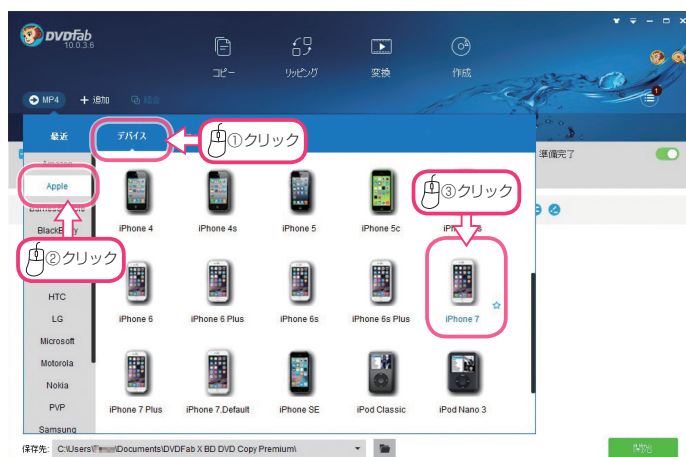 DVDFab
10.0.3.6
コピー
リッピング
変換
作成
MP4
追加
結合
1
最近
デバイス
①クリック
準備完了
Amazon
Apple
③クリック
BlackBerry
iPhone 4
iPhone 4s
iPhone 5
iPhone 5c
②クリック
HTC
LG
Microsoft
Motorola
Nokia
PVP
Samsung
iPhone 6
iPhone 6 Plus
iPhone 6s
iPhone 6s Plus
iPhone 7
iPhone 7 Plus
iPhone 7.Default
iPhone SE
iPod Classic
iPod Nano 3
保存先:
Documents\DVDFab X BD DVD Copy Premium\
開始